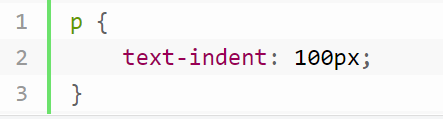 1 p {
2     text-indent: 100px;
3 }